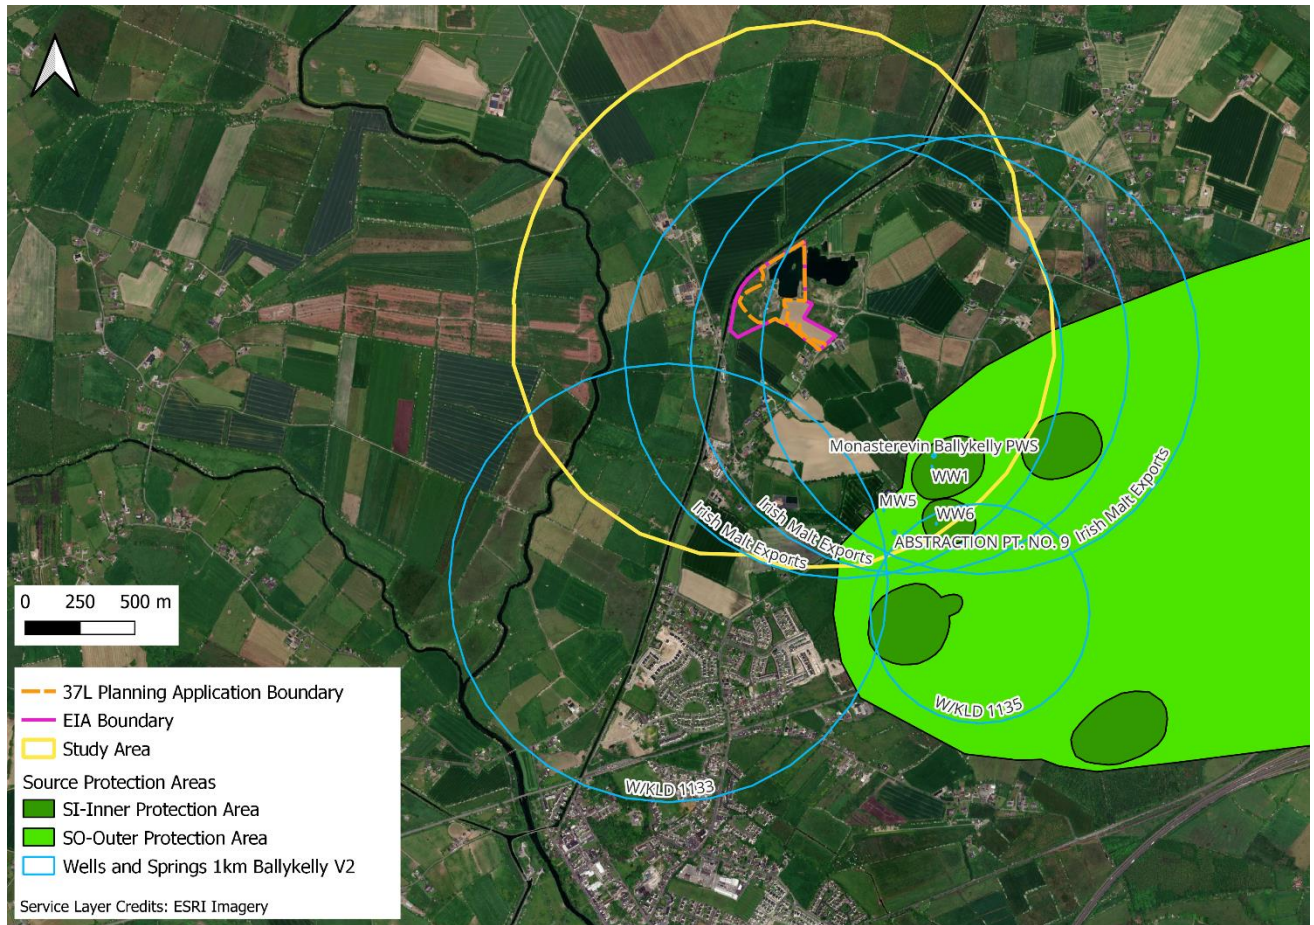 Monasterevin Ballykelly PWS
WW1
MW5
WW6
ABSTRACTION PT. NO. 9
Irish Malt Exports
Irish Malt Exports
Irish Malt Exports
W/KLD 1135
W/KLD 1133
0 250 500 m
37L Planning Application Boundary
EIA Boundary
Study Area
Source Protection Areas
SI-Inner Protection Area
SO-Outer Protection Area
Wells and Springs 1km Ballykelly V2
Service Layer Credits: ESRI Imagery